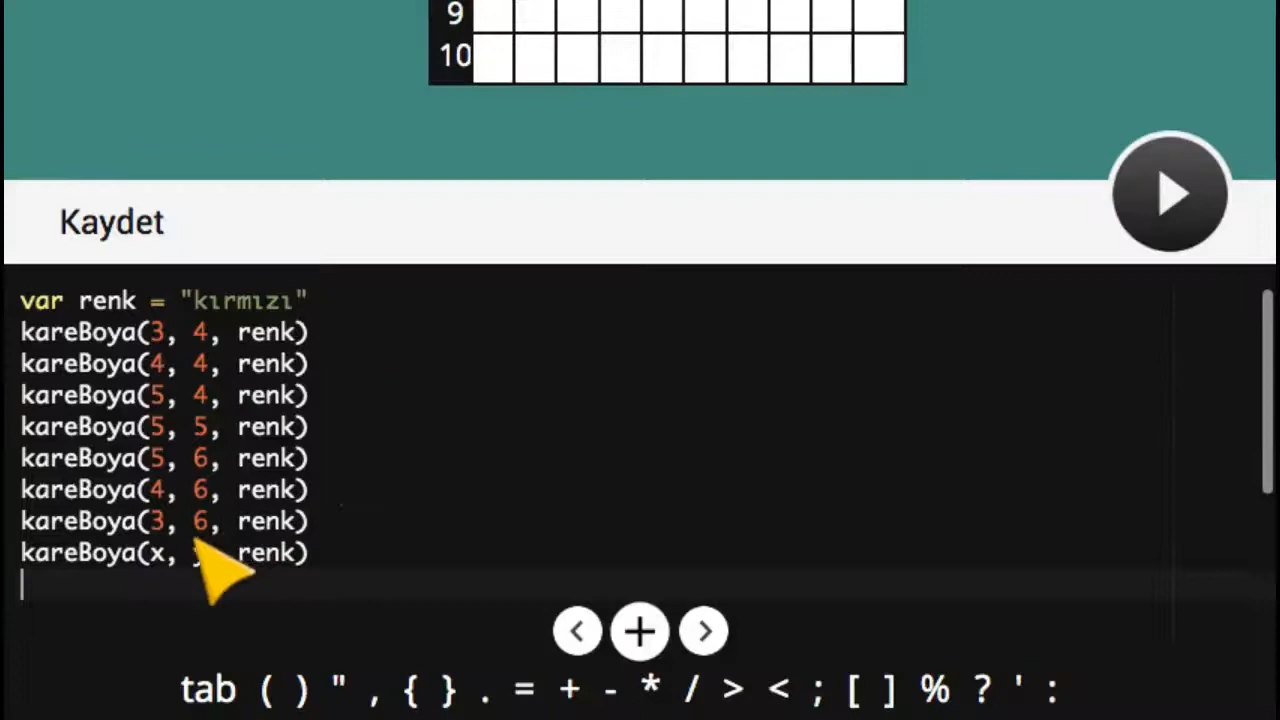 9
10
Kaydet
var renk = "kırmızı"
kareBoya(3, 4, renk)
kareBoya(4, 4, renk)
kareBoya(5, 4, renk)
kareBoya(5, 5, renk)
kareBoya(5, 6, renk)
kareBoya(4, 6, renk)
kareBoya(3, 6, renk)
kareBoya(x, renk)
tab ( ) " , { } . = + - * / > < ; [ ] % ? ' :